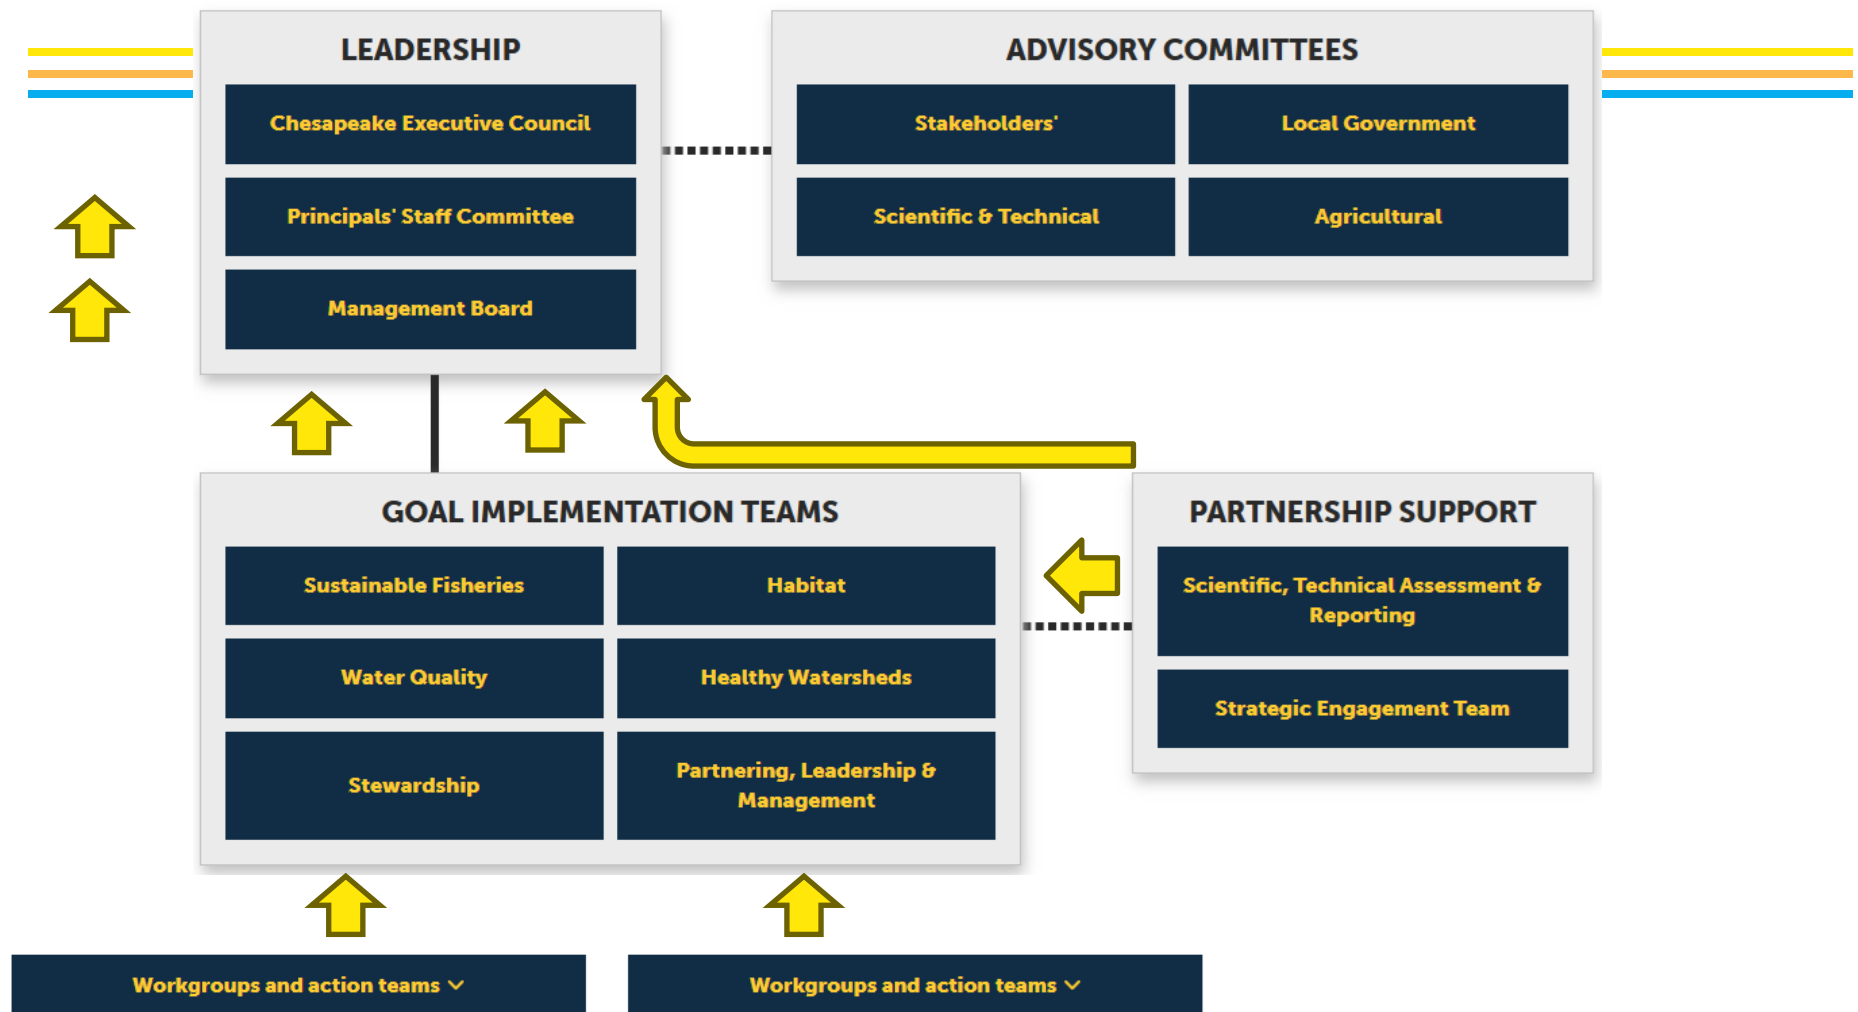 LEADERSHIP
Chesapeake Executive Council
Principals' Staff Committee
Management Board
ADVISORY COMMITTEES
Stakeholders'
Local Government
Scientific & Technical
Agricultural
GOAL IMPLEMENTATION TEAMS
Sustainable Fisheries
Habitat
Water Quality
Healthy Watersheds
Stewardship
Partnering, Leadership &
Management
PARTNERSHIP SUPPORT
Scientific, Technical Assessment &
Reporting
Strategic Engagement Team
Workgroups and action teams
Workgroups and action teams